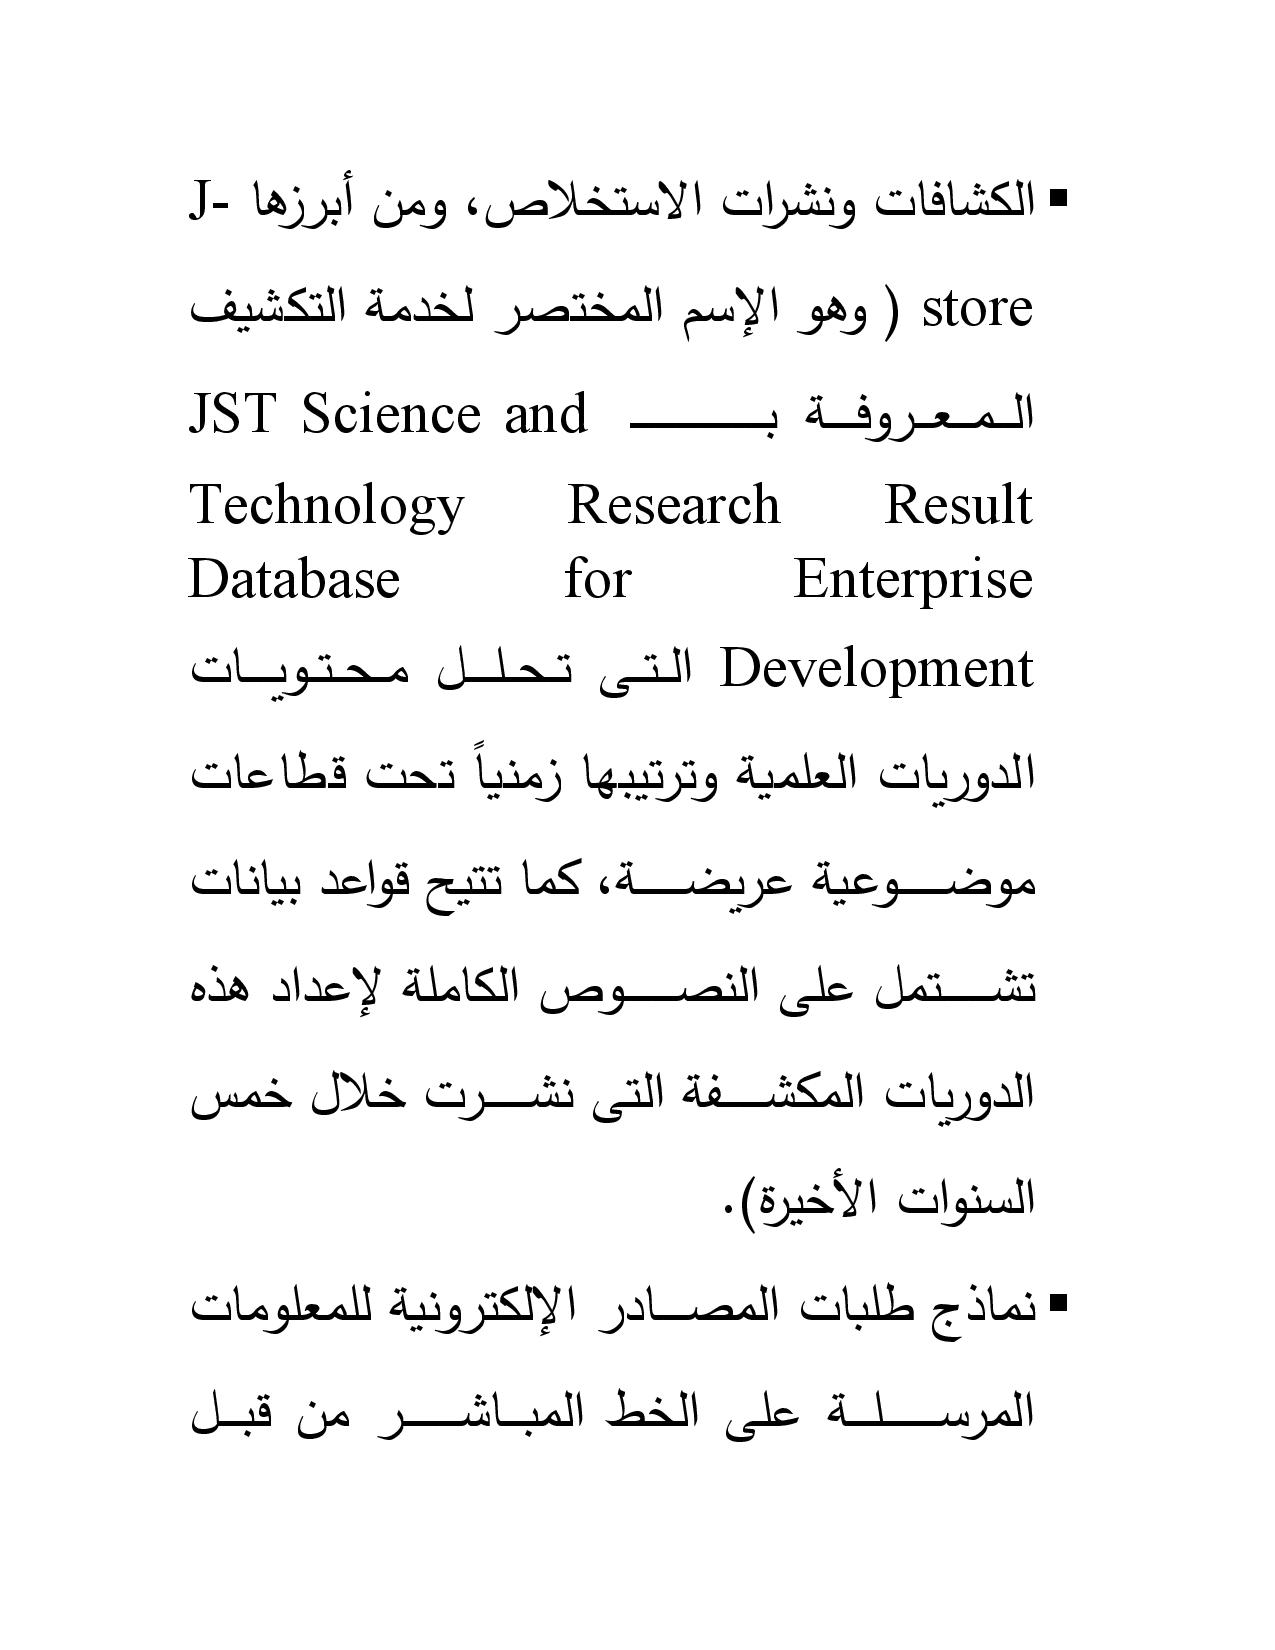 ▪ الكشافات ونشرات الاستخلاص، ومن أبرزها J-
store ( وهو الإسم المختصر لخدمة التكشيف
المعروفة بـ JST Science and
Technology Research Result
Database for Enterprise
Development التى تحلل محتويات
الدوريات العلمية وترتيبها زمنياً تحت قطاعات
موضوعية عريضة، كما تتيح قواعد بيانات
تشتمل على النصوص الكاملة لإعداد هذه
الدوريات المكشفة التى نشرت خلال خمس
السنوات الأخيرة).
▪ نماذج طلبات المصادر الإلكترونية للمعلومات
المرسلة على الخط المباشر من قبل